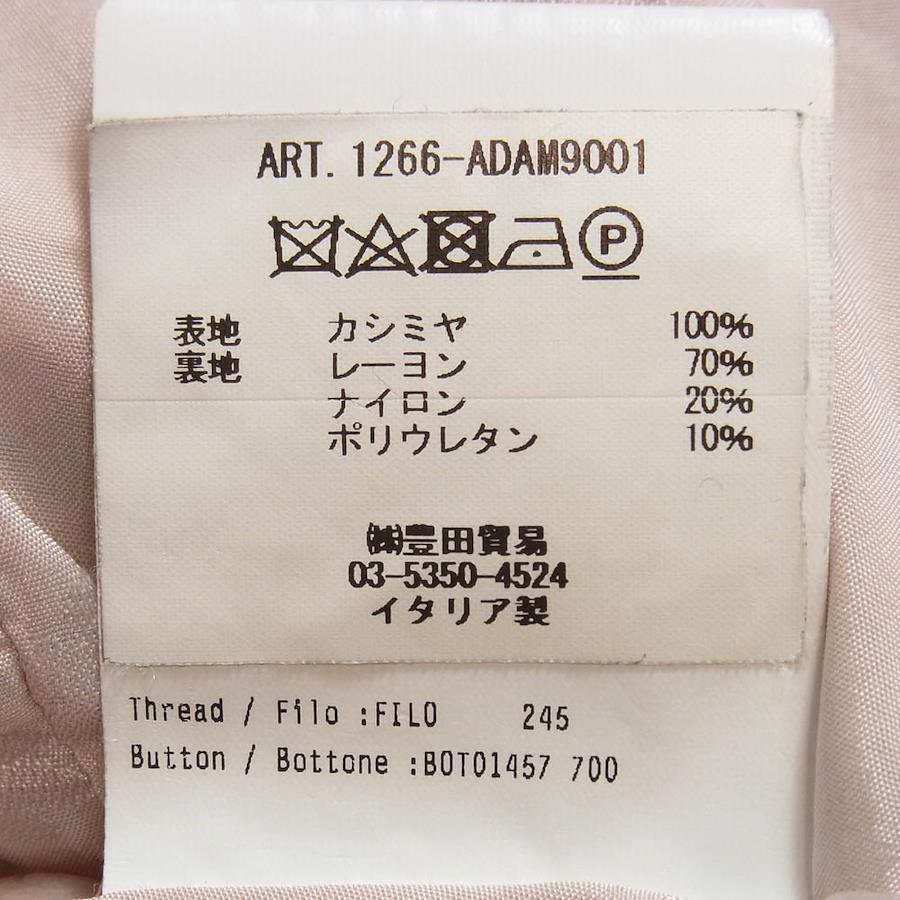 ART. 1266-ADAM9001
P
表地 カシミヤ 100%
裏地 レーヨン 70%
ナイロン 20%
ポリウレタン 10%
㈱豊田貿易
03-5350-4524
イタリア製
Thread / Filo :FILO 245
Button / Bottone :BOT01457 700